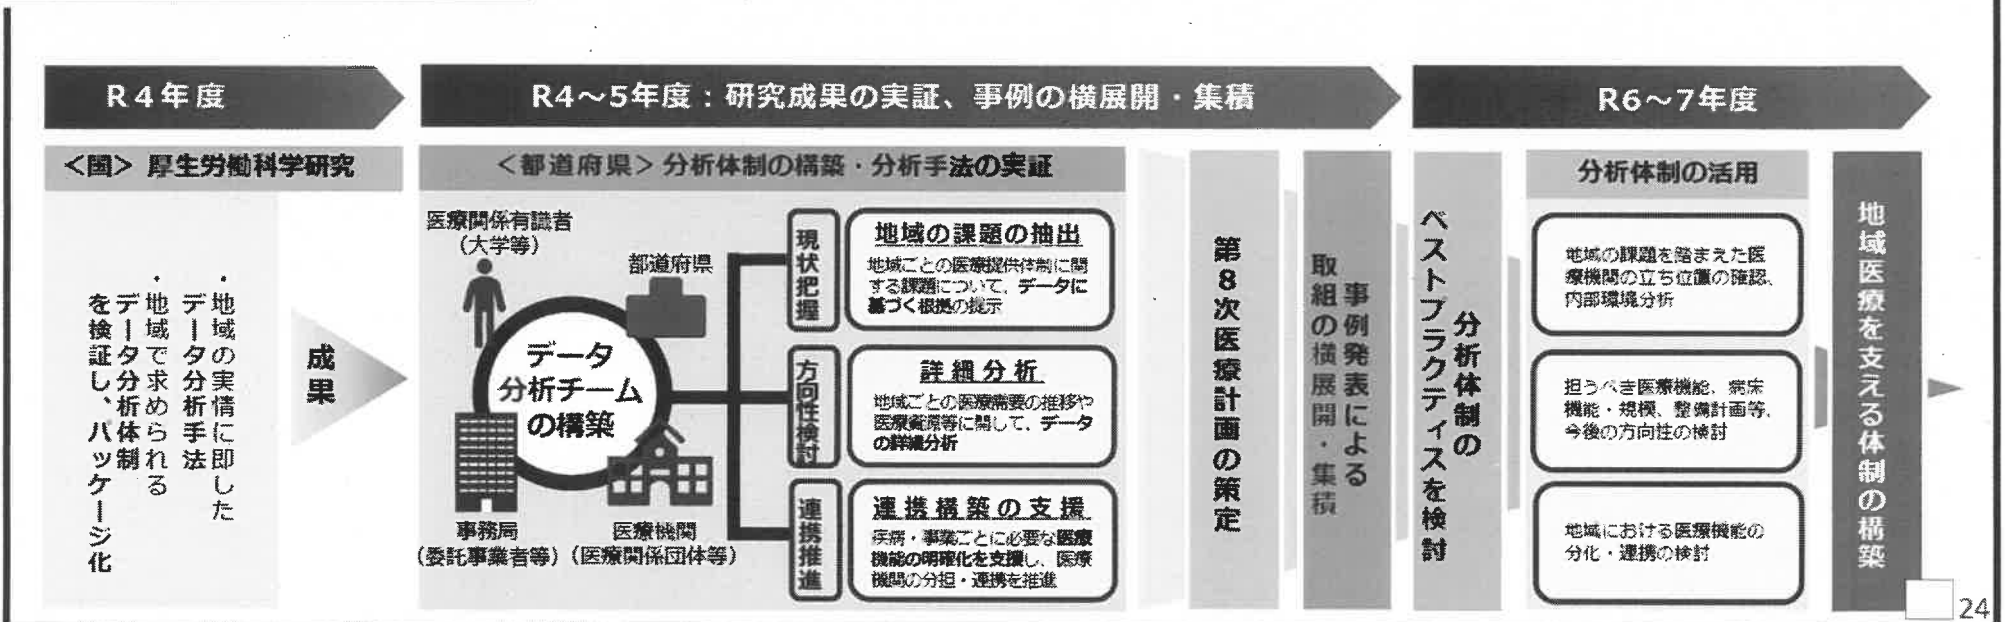 R4年度
<国> 厚生労働科学研究
・地域の実情に即した
データ分析手法
・地域で求められる
データ分析体制
を検証し、パッケージ化
成果
R4～5年度：研究成果の実証、事例の横展開・集積
<都道府県> 分析体制の構築・分析手法の実証
医療関係有識者
（大学等）
都道府県
データ
分析チーム
の構築
事務局
（委託事業者等）
医療機関
（医療関係団体等）
現状把握
地域の課題の抽出
地域ごとの医療提供体制に関
する課題について、データに
基づく根拠の提示
方向性検討
詳細分析
地域ごとの医療需要の推移や
医療資源等に関して、データ
の詳細分析
連携推進
連携構築の支援
疾病・事業ごとに必要な医療
機能の明確化を支援し、医療
機関の分担・連携を推進
第8次医療計画の策定
事例発表による
取組の横展開・集積
R6～7年度
分析体制の
ベストプラクティスを検討
分析体制の活用
地域の課題を踏まえた医
療機関の立ち位置の確認、
内部環境分析
担うべき医療機能、病床
機能・規模、整備計画等、
今後の方向性の検討
地域における医療機能の
分化・連携の検討
地域医療を支える体制の構築
24